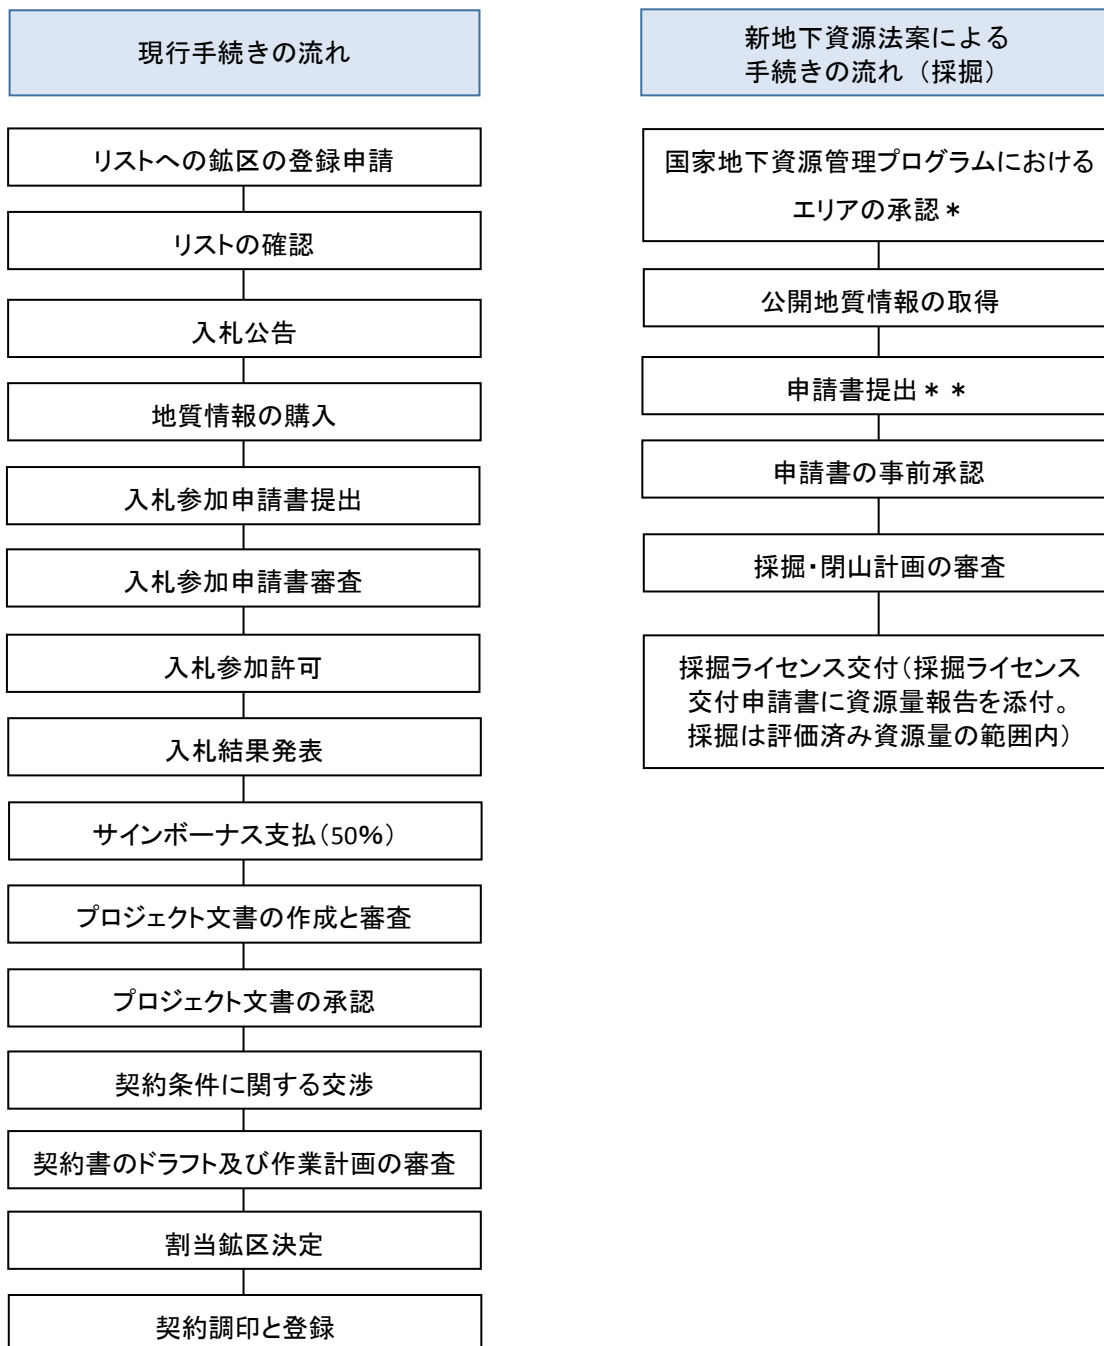 現行手続きの流れ
リストへの鉱区の登録申請
リストの確認
入札公告
地質情報の購入
入札参加申請書提出
入札参加申請書審査
入札参加許可
入札結果発表
サインボーナス支払（50％）
プロジェクト文書の作成と審査
プロジェクト文書の承認
契約条件に関する交渉
契約書のドラフト及び作業計画の審査
割当鉱区決定
契約調印と登録
新地下資源法案による
手続きの流れ（採掘）
国家地下資源管理プログラムにおける
エリアの承認＊
公開地質情報の取得
申請書提出＊＊
申請書の事前承認
採掘・閉山計画の審査
採掘ライセンス交付（採掘ライセンス
交付申請書に資源量報告を添付。
採掘は評価済み資源量の範囲内）